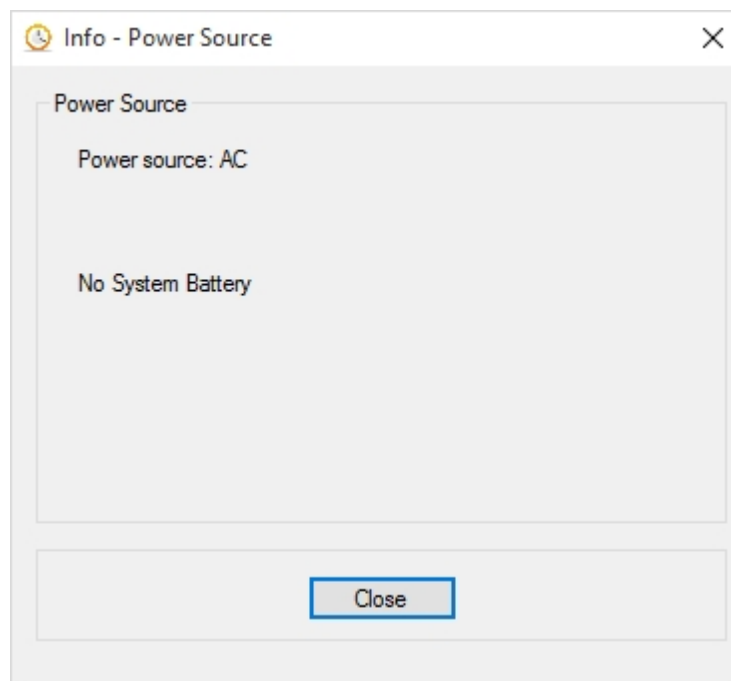 Info - Power Source
Power Source
Power source: AC
No System Battery
Close